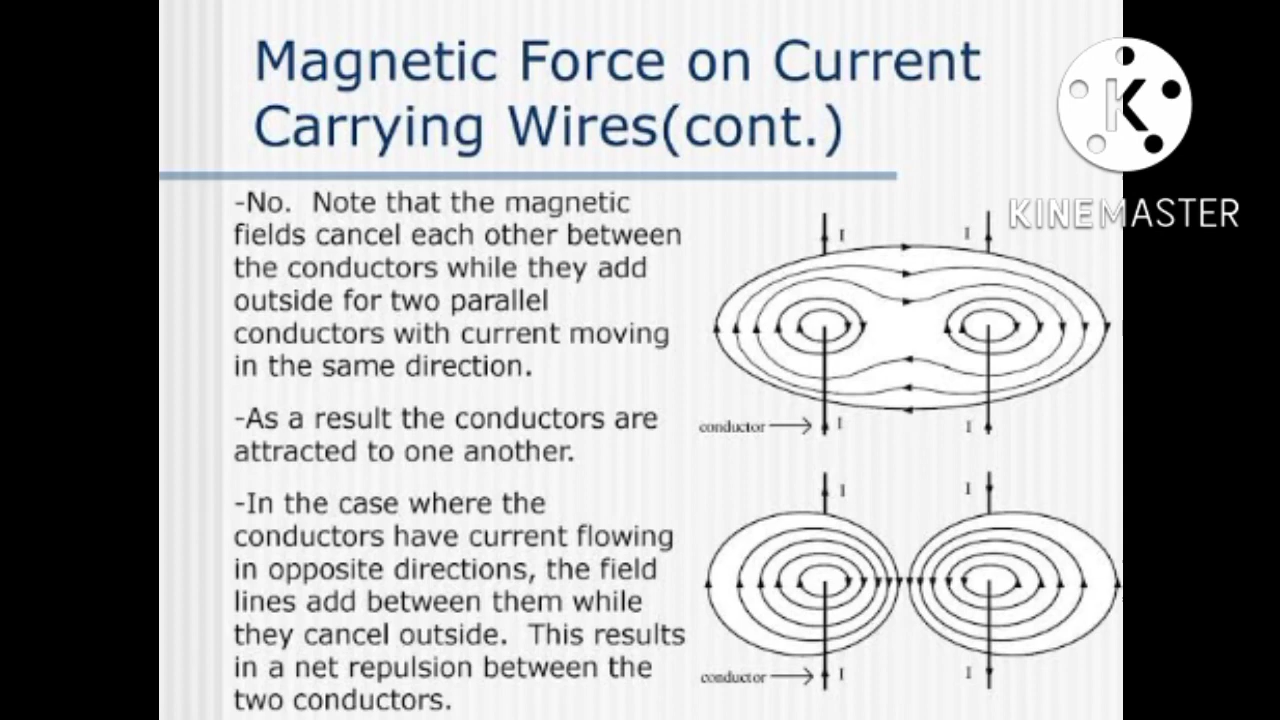 Magnetic Force on Current
Carrying Wires(cont.)
K
KINEMASTER
-No.  Note that the magnetic
fields cancel each other between
the conductors while they add
outside for two parallel
conductors with current moving
in the same direction.
-As a result the conductors are
attracted to one another.
-In the case where the
conductors have current flowing
in opposite directions, the field
lines add between them while
they cancel outside.  This results
in a net repulsion between the
two conductors.
I I
conductor I I
I I
conductor I I